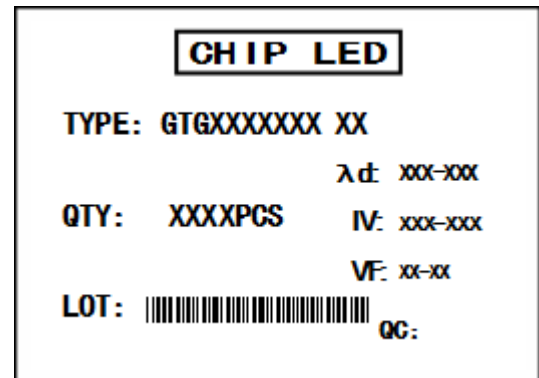 CHIP LED
TYPE: GTGXXXXXXX XX
λd: XXX-XXX
QTY: XXXXPCS IV: XXX-XXX
VF: XX-XX
LOT:
QC: